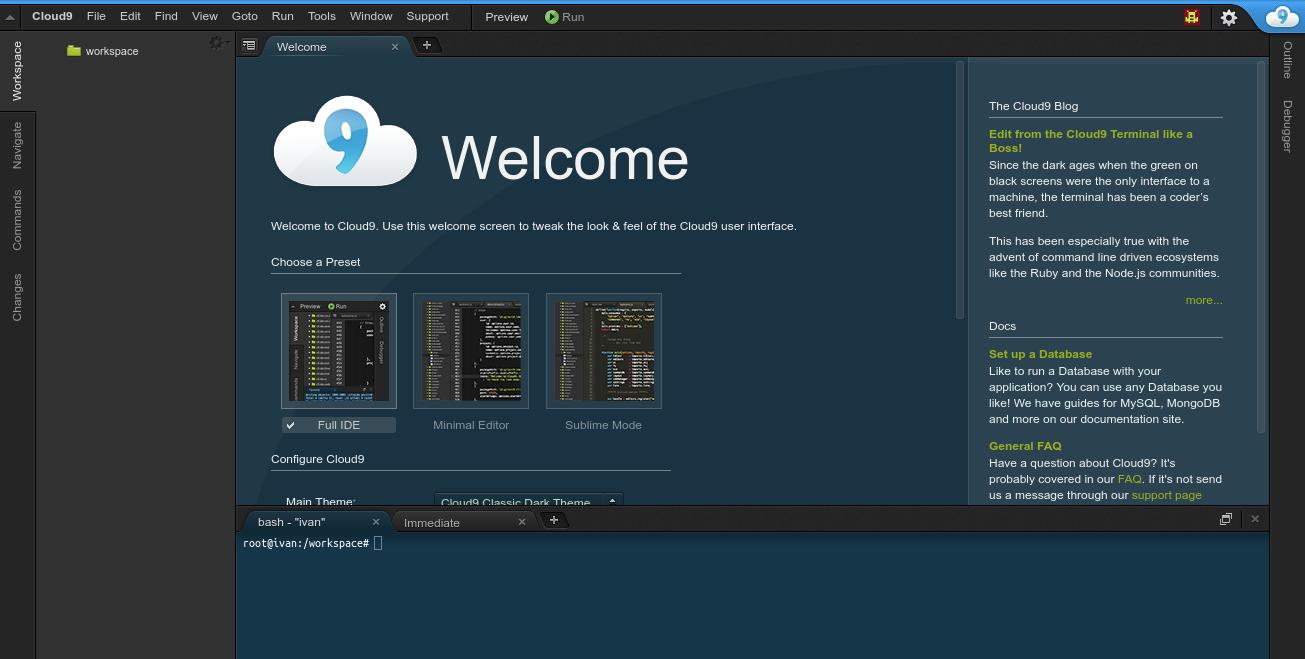 Cloud9 File Edit Find View Goto Run Tools Window Support Preview Run
Workspace
Navigate
Commands
Changes
workspace
Welcome
9
Welcome
Welcome to Cloud9. Use this welcome screen to tweak the look & feel of the Cloud9 user interface.
Choose a Preset
Preview Run
Workspace
Navigate
Outline
Debugger
Full IDE
Minimal Editor
Sublime Mode
Configure Cloud9
Main Theme:
Cloud9 Classic Dark Theme
The Cloud9 Blog
Edit from the Cloud9 Terminal like a
Boss!
Since the dark ages when the green on
black screens were the only interface to a
machine, the terminal has been a coder's
best friend.
This has been especially true with the
advent of command line driven ecosystems
like the Ruby and the Node.js communities.
more...
Docs
Set up a Database
Like to run a Database with your
application? You can use any Database you
like! We have guides for MySQL, MongoDB
and more on our documentation site.
General FAQ
Have a question about Cloud9? It's
probably covered in our FAQ. If it's not send
us a message through our support page
9
Outline
Debugger
bash - "ivan"
Immediate
root@ivan:/workspace#